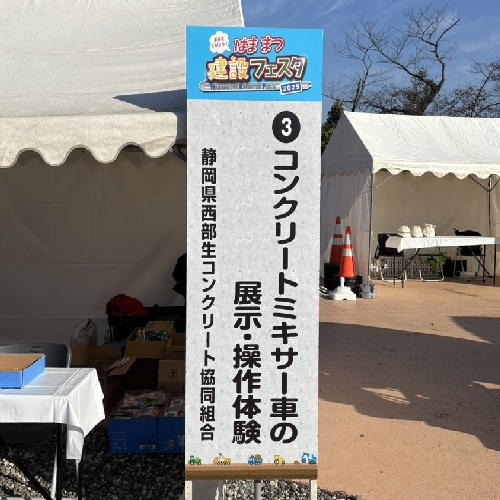 はままつ
建設フェスタ
2025
3 コンクリートミキサー車の
展示・操作体験
静岡県西部生コンクリート協同組合